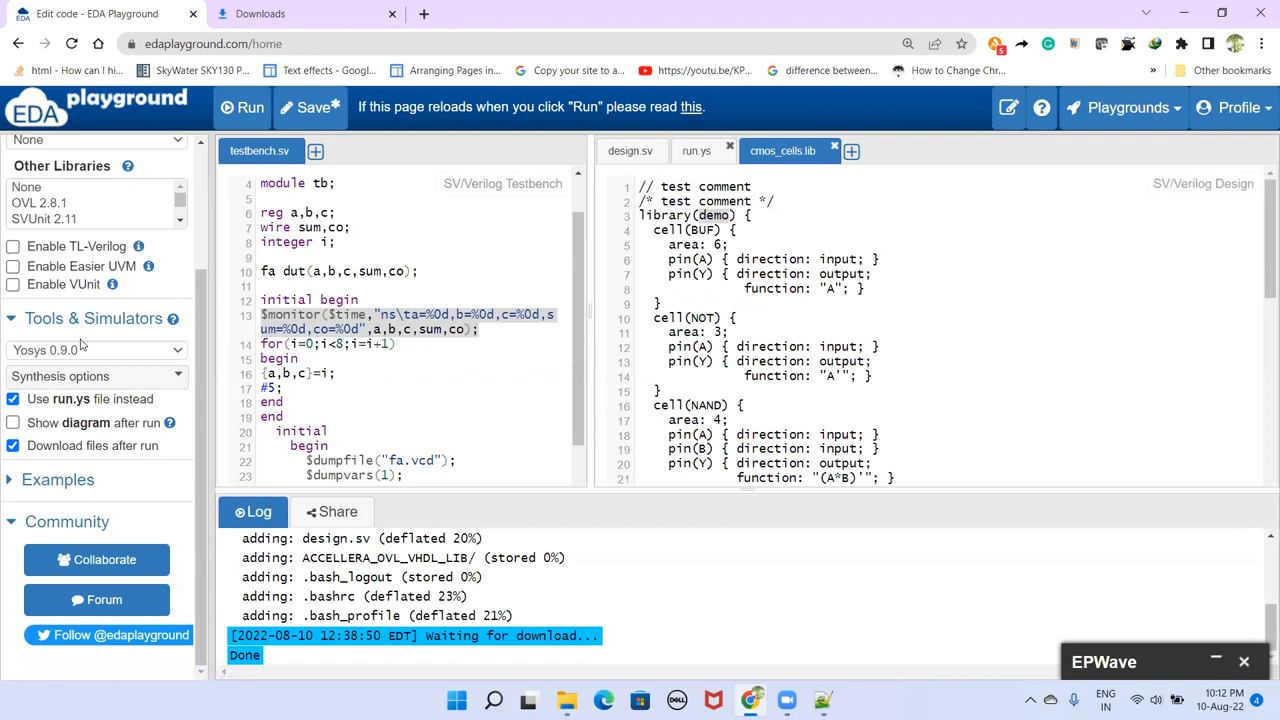 Edit code - EDA Playground
Downloads
edaplayground.com/home
5
html - How can I hi...
SkyWater SKY130 P...
Text effects - Googl...
Arranging Pages in...
Copy your site to a...
https://youtu.be/KP...
difference between...
How to Change Chr...
»
Other bookmarks
EDA playground
Run
Save*
If this page reloads when you click "Run" please read this.
Playgrounds
Profile
None
Other Libraries
None
OVL 2.8.1
SVUnit 2.11
Enable TL-Verilog
Enable Easier UVM
Enable VUnit
Tools & Simulators
Yosys 0.9.0
Synthesis options
Use run.ys file instead
Show diagram after run
Download files after run
Examples
Community
Collaborate
Forum
Follow @edaplayground
testbench.sv
SV/Verilog Testbench
4 module tb;
5
6 reg a,b,c;
7 wire sum,co;
8 integer i;
9
10 fa dut(a,b,c,sum,co);
11
12 initial begin
13 $monitor($time,"ns\ta=%0d,b=%0d,c=%0d,s
um=%0d,co=%0d",a,b,c,sum,co);
14 for(i=0;i<8;i=i+1)
15 begin
16 {a,b,c}=i;
17 #5;
18 end
19 end
20 initial
21 begin
22 $dumpfile("fa.vcd");
23 $dumpvars(1);
design.sv
run.ys
cmos_cells.lib
SV/Verilog Design
1 // test comment
2 /* test comment */
3 library(demo) {
4 cell(BUF) {
5 area: 6;
6 pin(A) { direction: input; }
7 pin(Y) { direction: output;
8 function: "A"; }
9 }
10 cell(NOT) {
11 area: 3;
12 pin(A) { direction: input; }
13 pin(Y) { direction: output;
14 function: "A'"; }
15 }
16 cell(NAND) {
17 area: 4;
18 pin(A) { direction: input; }
19 pin(B) { direction: input; }
20 pin(Y) { direction: output;
21 function: "(A*B)'"; }
Log
Share
adding: design.sv (deflated 20%)
adding: ACCELLERA_OVL_VHDL_LIB/ (stored 0%)
adding: .bash_logout (stored 0%)
adding: .bashrc (deflated 23%)
adding: .bash_profile (deflated 21%)
[2022-08-10 12:38:50 EDT] Waiting for download...
Done
EPWave
DELL
ENG
IN
10:12 PM
10-Aug-22
4